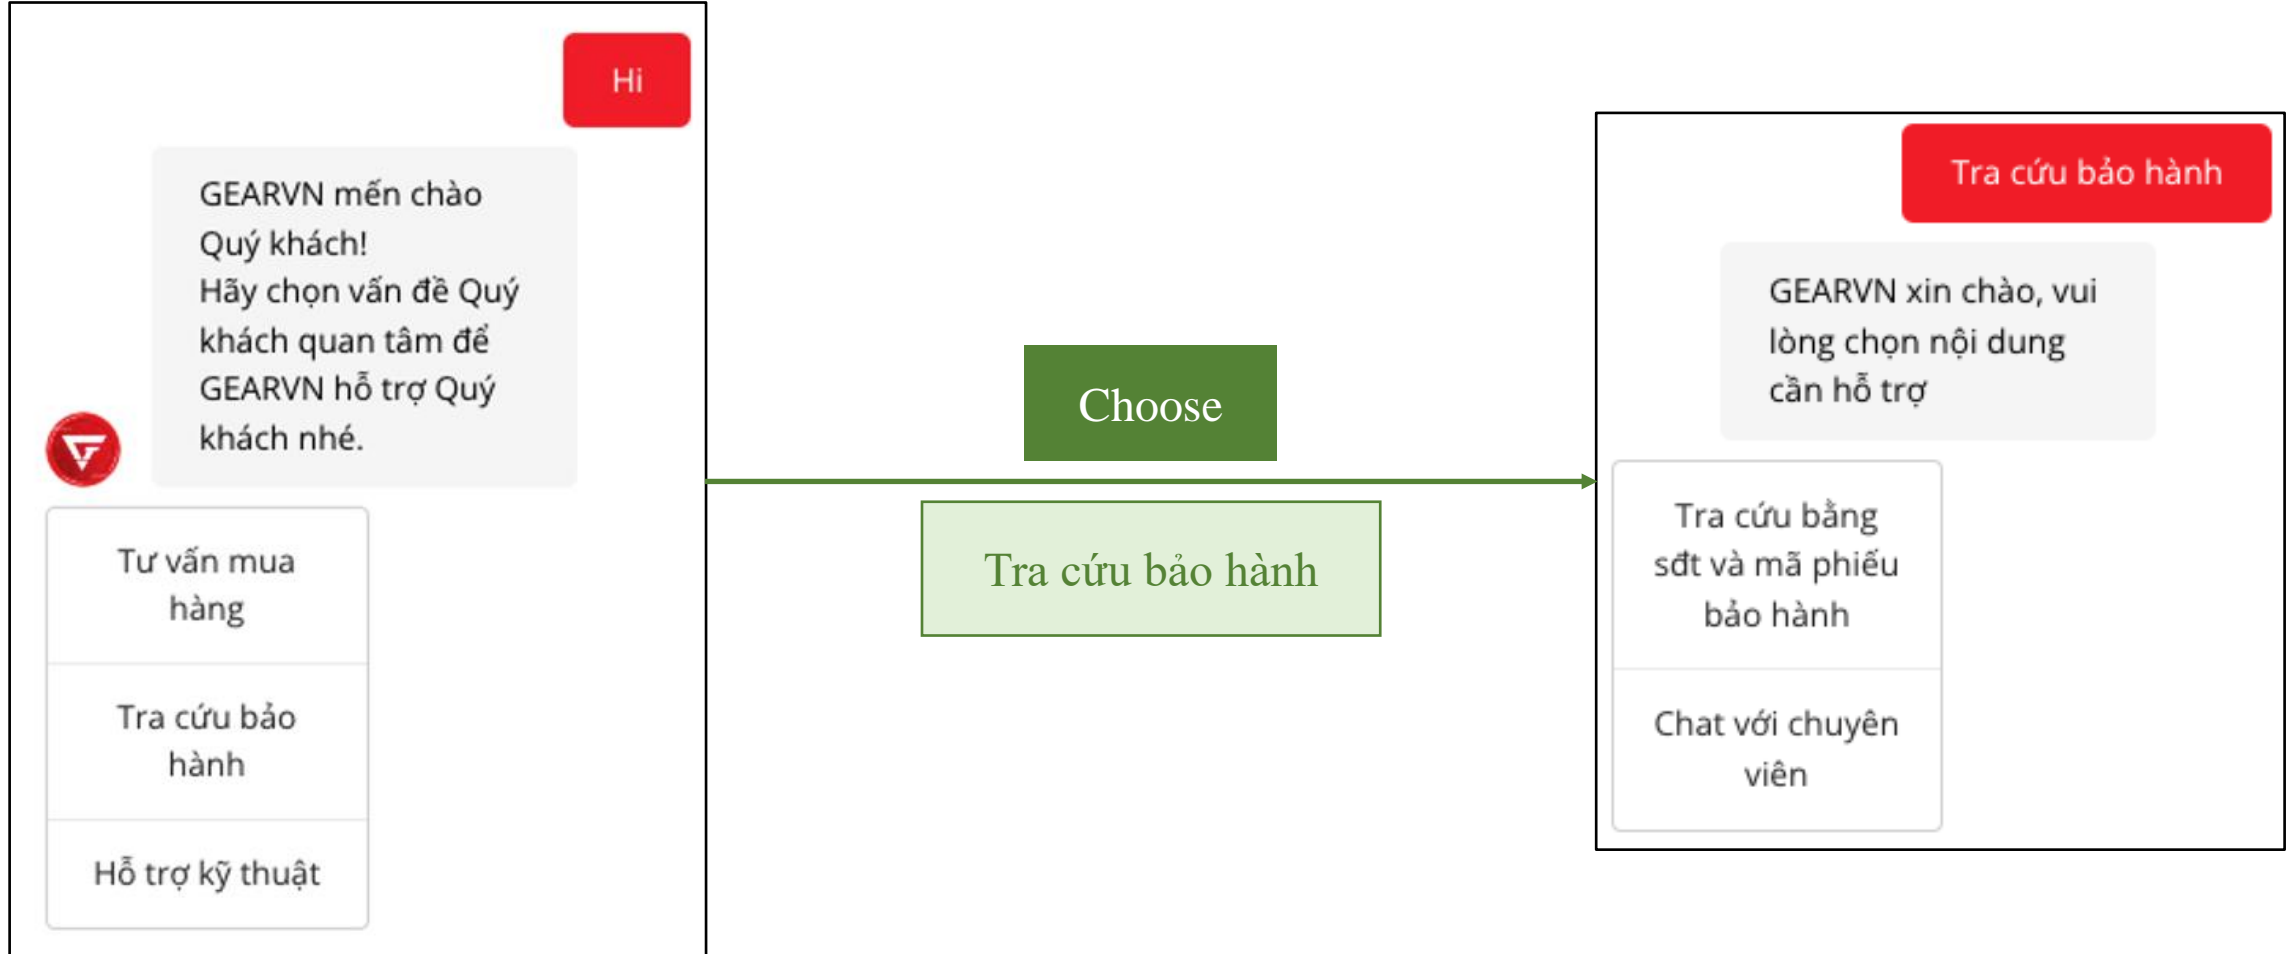 Hi
GEARVN mến chào
Quý khách!
Hãy chọn vấn đề Quý
khách quan tâm để
GEARVN hỗ trợ Quý
khách nhé.
Tư vấn mua
hàng
Tra cứu bảo
hành
Hỗ trợ kỹ thuật
Choose
Tra cứu bảo hành
Tra cứu bảo hành
GEARVN xin chào, vui
lòng chọn nội dung
cần hỗ trợ
Tra cứu bằng
sđt và mã phiếu
bảo hành
Chat với chuyên
viên